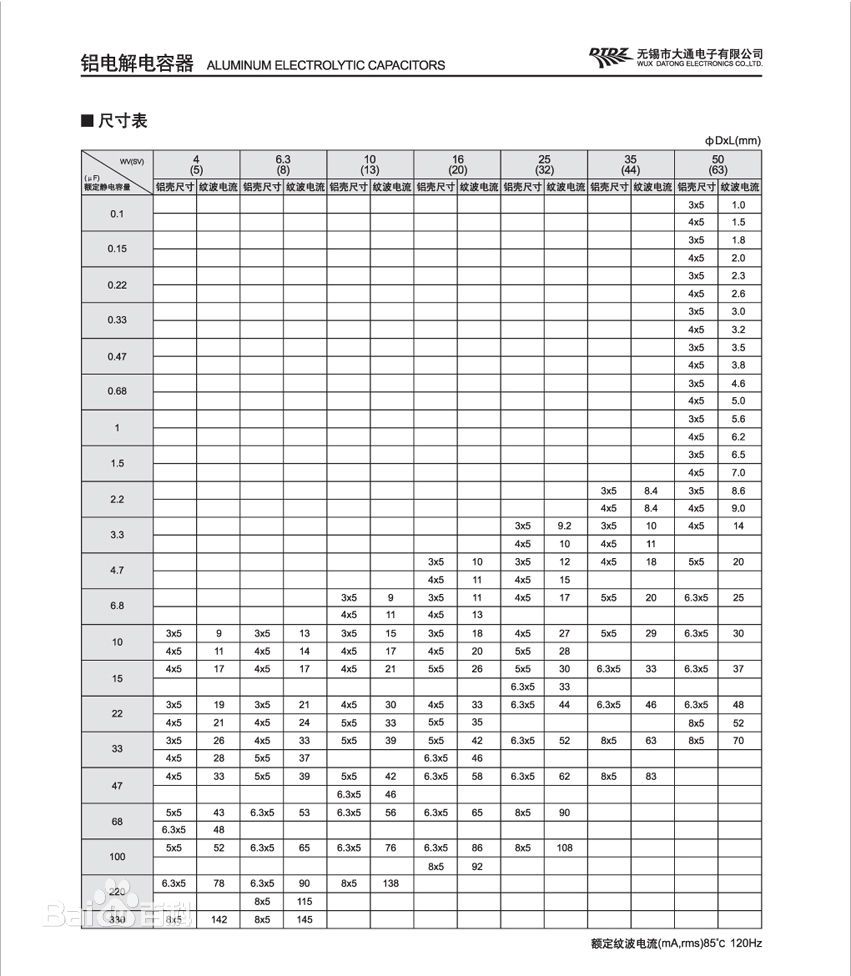 铝电解电容器 ALUMINUM ELECTROLYTIC CAPACITORS
DTDZ 无锡市大通电子有限公司
WUX DATONG ELECTRONICS CO.,LTD.
■ 尺寸表
ΦDxL(mm)
WV(SV) 4 6.3 10 16 25 35 50
(μF) (5) (8) (13) (20) (32) (44) (63)
额定静电容量 铝壳尺寸 纹波电流 铝壳尺寸 纹波电流 铝壳尺寸 纹波电流 铝壳尺寸 纹波电流 铝壳尺寸 纹波电流 铝壳尺寸 纹波电流 铝壳尺寸 纹波电流
0.1 3x5 1.0
4x5 1.5
0.15 3x5 1.8
4x5 2.0
0.22 3x5 2.3
4x5 2.6
0.33 3x5 3.0
4x5 3.2
0.47 3x5 3.5
4x5 3.8
0.68 3x5 4.6
4x5 5.0
1 3x5 5.6
4x5 6.2
1.5 3x5 6.5
4x5 7.0
2.2 3x5 8.4 3x5 8.6
4x5 8.4 4x5 9.0
3.3 3x5 9.2 3x5 10 4x5 14
4x5 10 4x5 11
4.7 3x5 10 3x5 12 4x5 18 5x5 20
4x5 11 4x5 15
6.8 3x5 9 3x5 11 4x5 17 5x5 20 6.3x5 25
4x5 11 4x5 13
10 3x5 9 3x5 13 3x5 15 3x5 18 4x5 27 5x5 29 6.3x5 30
4x5 11 4x5 14 4x5 17 4x5 20 5x5 28
15 4x5 17 4x5 17 4x5 21 5x5 26 5x5 30 6.3x5 33 6.3x5 37
6.3x5 33
22 3x5 19 3x5 21 4x5 30 4x5 33 6.3x5 44 6.3x5 46 6.3x5 48
4x5 21 4x5 24 5x5 33 5x5 35 8x5 52
33 3x5 26 4x5 33 5x5 39 5x5 42 6.3x5 52 8x5 63 8x5 70
4x5 28 5x5 37 6.3x5 46
47 4x5 33 5x5 39 5x5 42 6.3x5 58 6.3x5 62 8x5 83
6.3x5 46
68 5x5 43 6.3x5 53 6.3x5 56 6.3x5 65 8x5 90
6.3x5 48
100 5x5 52 6.3x5 65 6.3x5 76 6.3x5 86 8x5 108
8x5 92
220 6.3x5 78 6.3x5 90 8x5 138
8x5 115
330 8x5 142 8x5 145
Bai百科
额定纹波电流(mA,rms)85℃ 120Hz